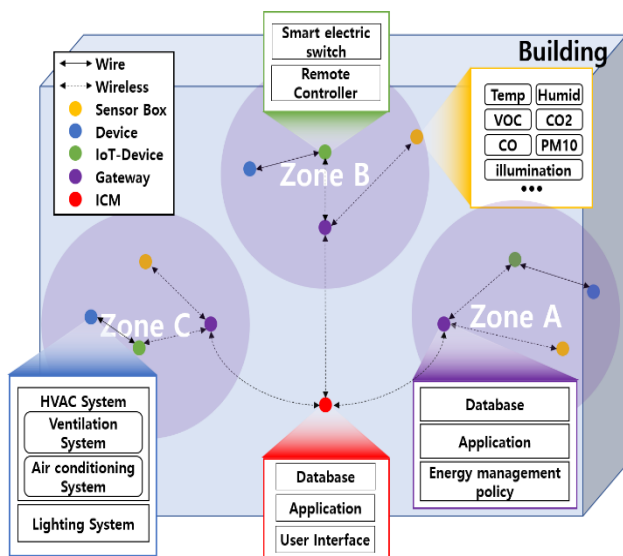 Building
Wire
Wireless
Sensor Box
Device
IoT-Device
Gateway
ICM
Smart electric
switch
Remote
Controller
Temp Humid
VOC CO2
CO PM10
illumination
•••
Zone B
Zone C
Zone A
HVAC System
Ventilation
System
Air conditioning
System
Lighting System
Database
Application
User Interface
Database
Application
Energy management
policy